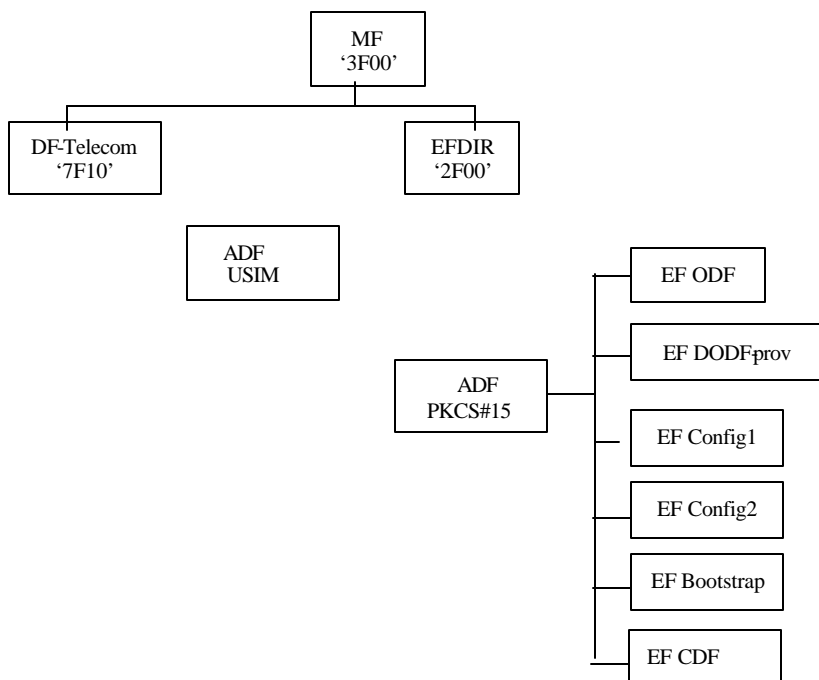 MF
‘3F00’
DF-Telecom
‘7F10’
EFDIR
‘2F00’
ADF
USIM
EF ODF
EF DODF-prov
ADF
PKCS#15
EF Config1
EF Config2
EF Bootstrap
EF CDF